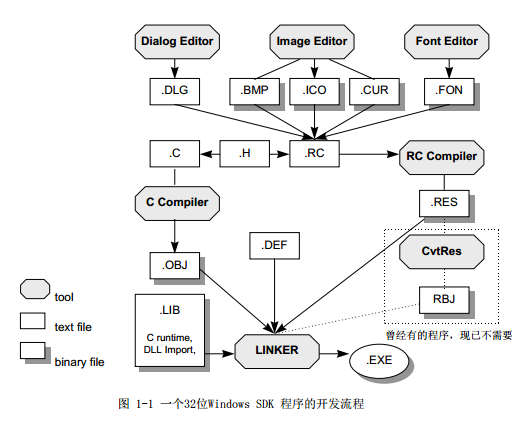 Dialog Editor
Image Editor
Font Editor
.DLG
.BMP
.ICO
.CUR
.FON
.C
.H
.RC
RC Compiler
C Compiler
.RES
.DEF
CvtRes
.OBJ
RBJ
tool
.LIB
text file
C runtime,
DLL Import,
曾经有的程序，现已不需要
LINKER
.EXE
binary file
图 1-1 一个32位Windows SDK 程序的开发流程